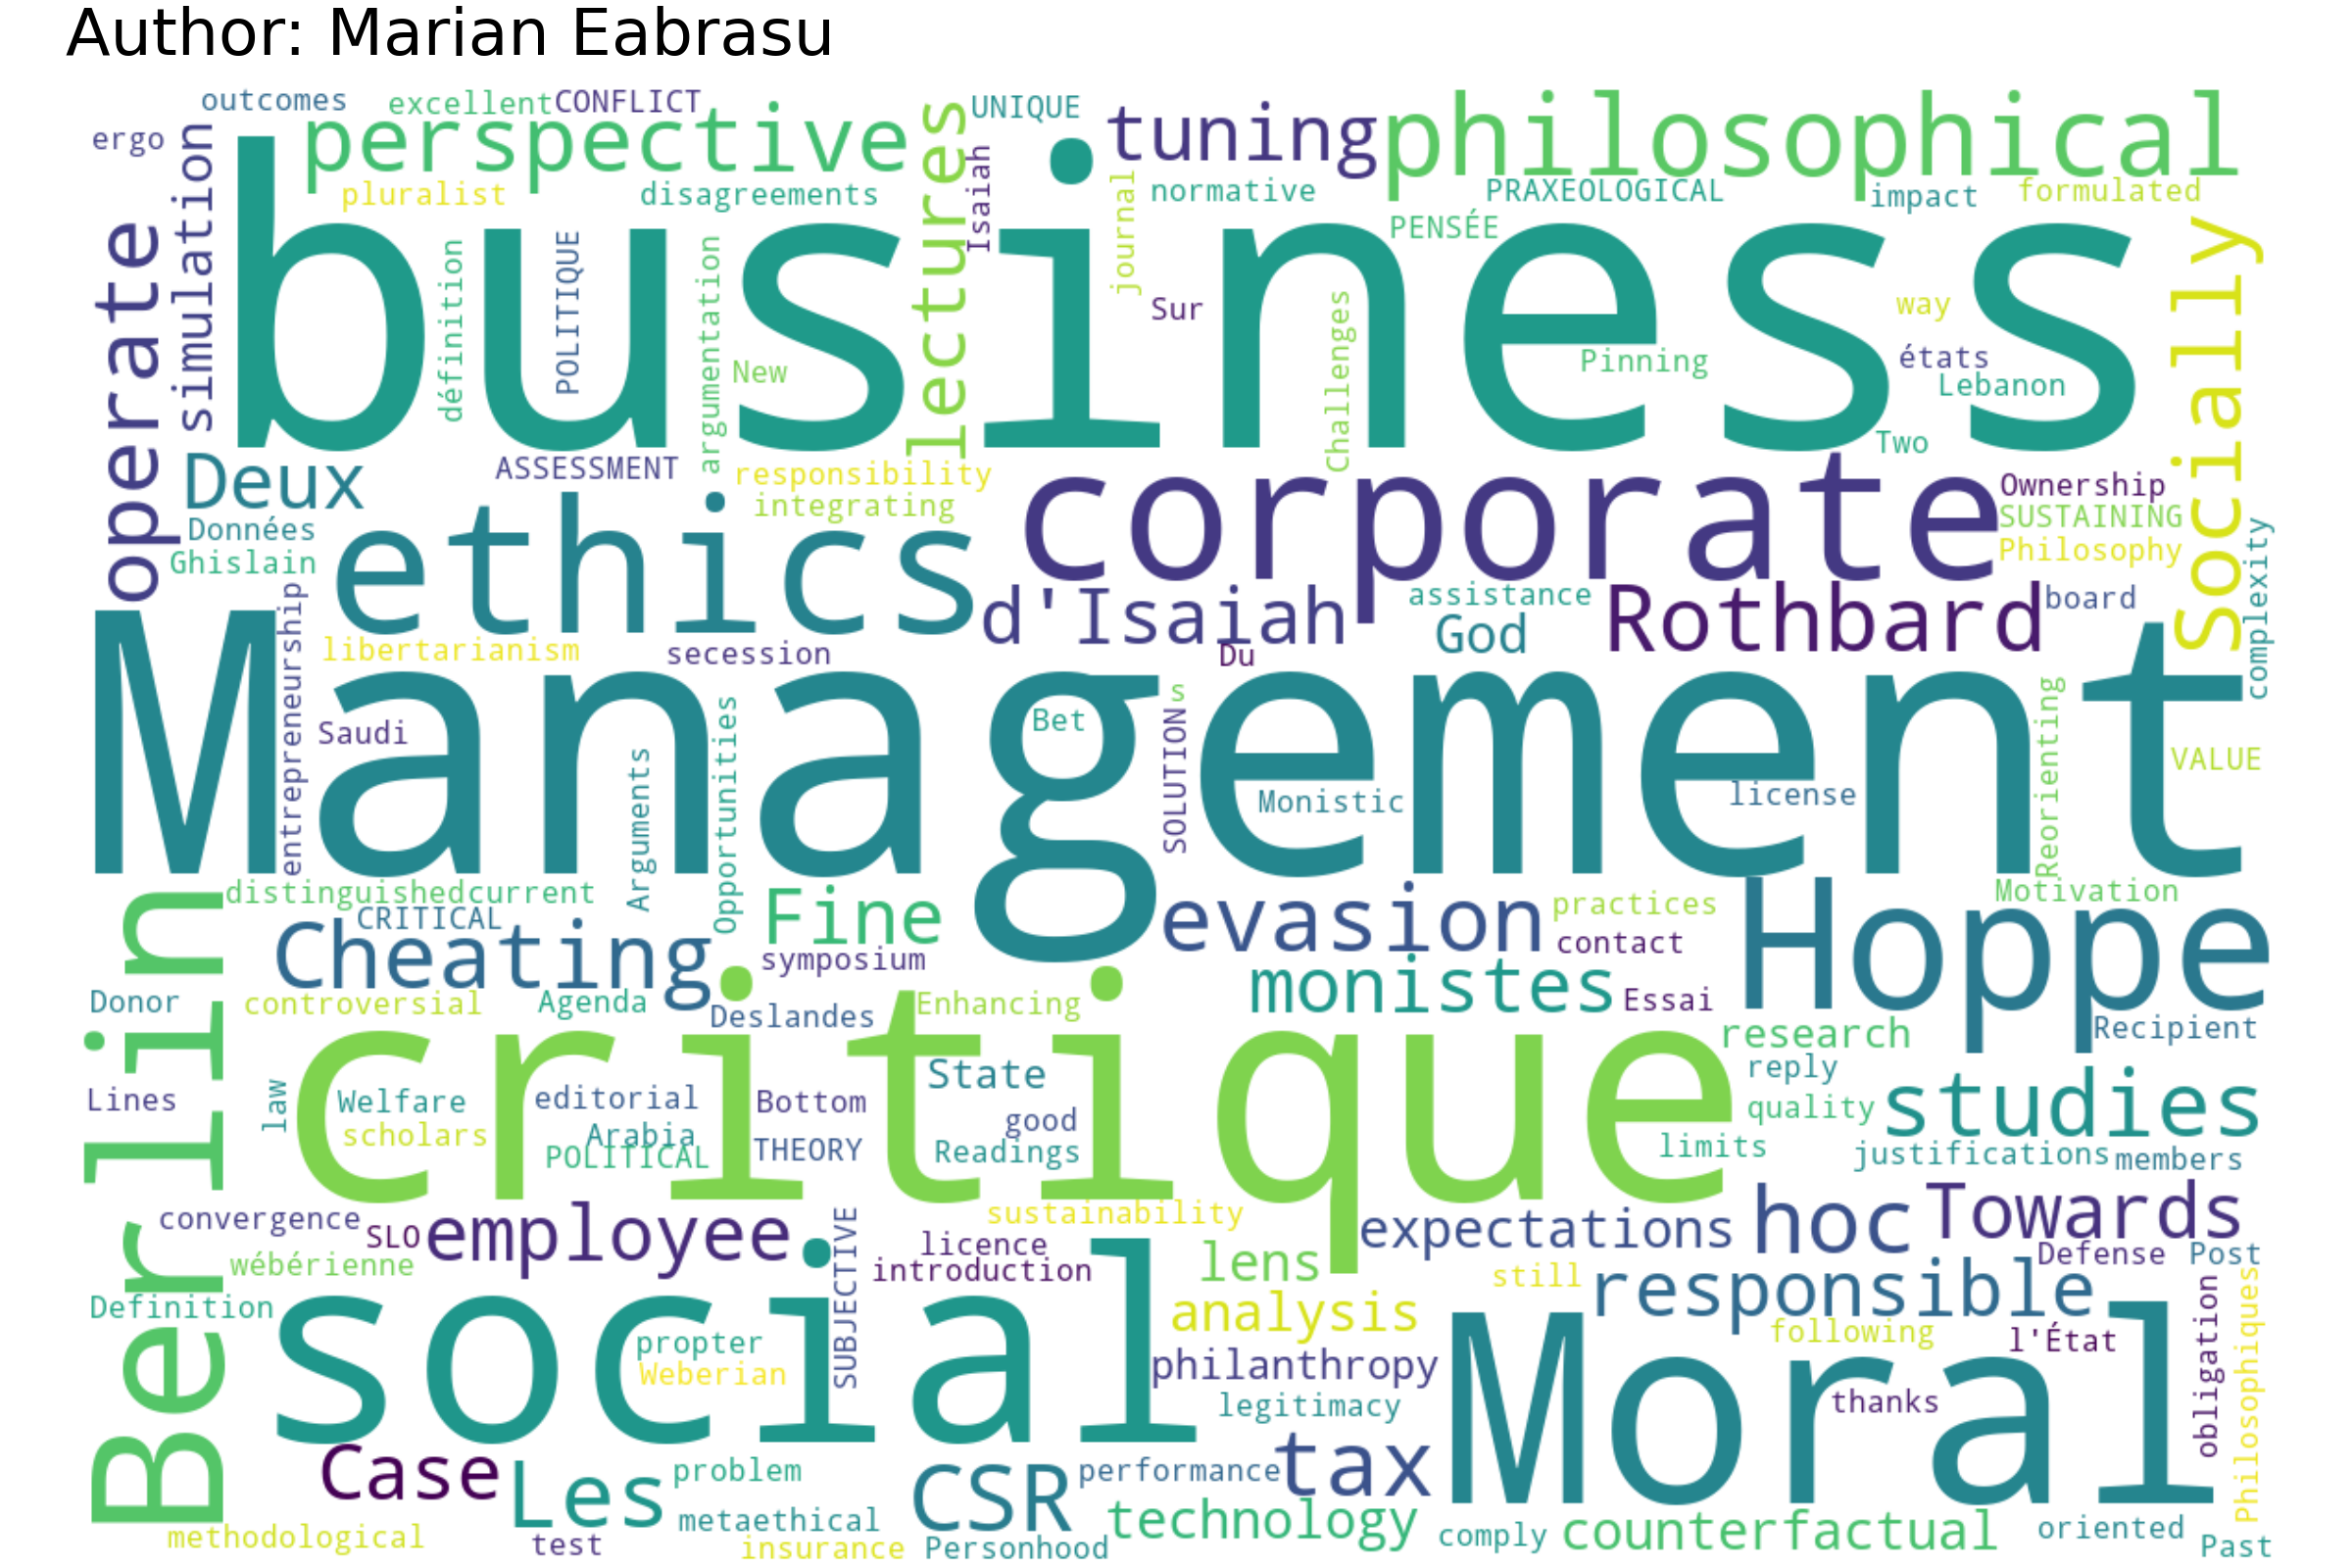 Author: Marian Eabrasu
outcomes
excellent
CONFLICT
UNIQUE
ergo
simulation
perspective
lectures
Isaiah
tuning
philosophical
pluralist
disagreements
journal
normative
PRAXEOLOGICAL
impact
formulated
operate
business
PENSÉE
Socially
définition
POLITIQUE
argumentation
New
Sur
Challenges
way
Pinning
états
Lebanon
Two
Deux
ASSESSMENT
responsibility
integrating
corporate
Ownership
SUSTAINING
Philosophy
complexity
Données
Ghislain
ethics
d'Isaiah
assistance
God
Rothbard
board
entrepreneurship
libertarianism
secession
Du
Management
Saudi
Arguments
Opportunities
Bet
s
SOLUTION
Monistic
license
Reorienting
VALUE
distinguished
current
CRITICAL
Cheating
Fine
symposium
evasion
practices
contact
Hoppe
Motivation
Berlin
Donor
controversial
Agenda
Deslandes
Enhancing
monistes
Essai
research
Recipient
critique
Lines
law
Welfare
scholars
editorial
Arabia
POLITICAL
Bottom
THEORY
State
good
Readings
reply
quality
limits
studies
justifications
members
convergence
SLO
employee
SUBJECTIVE
sustainability
licence
introduction
lens
expectations
hoc
Towards
Defense
Post
wébérienne
Definition
social
propter
Weberian
analysis
still
responsible
following
l'État
obligation
Philosophiques
philanthropy
legitimacy
Moral
thanks
Case
Les
problem
metaethical
CSR
performance
tax
technology
comply
counterfactual
oriented
Past
methodological
test
insurance
Personhood